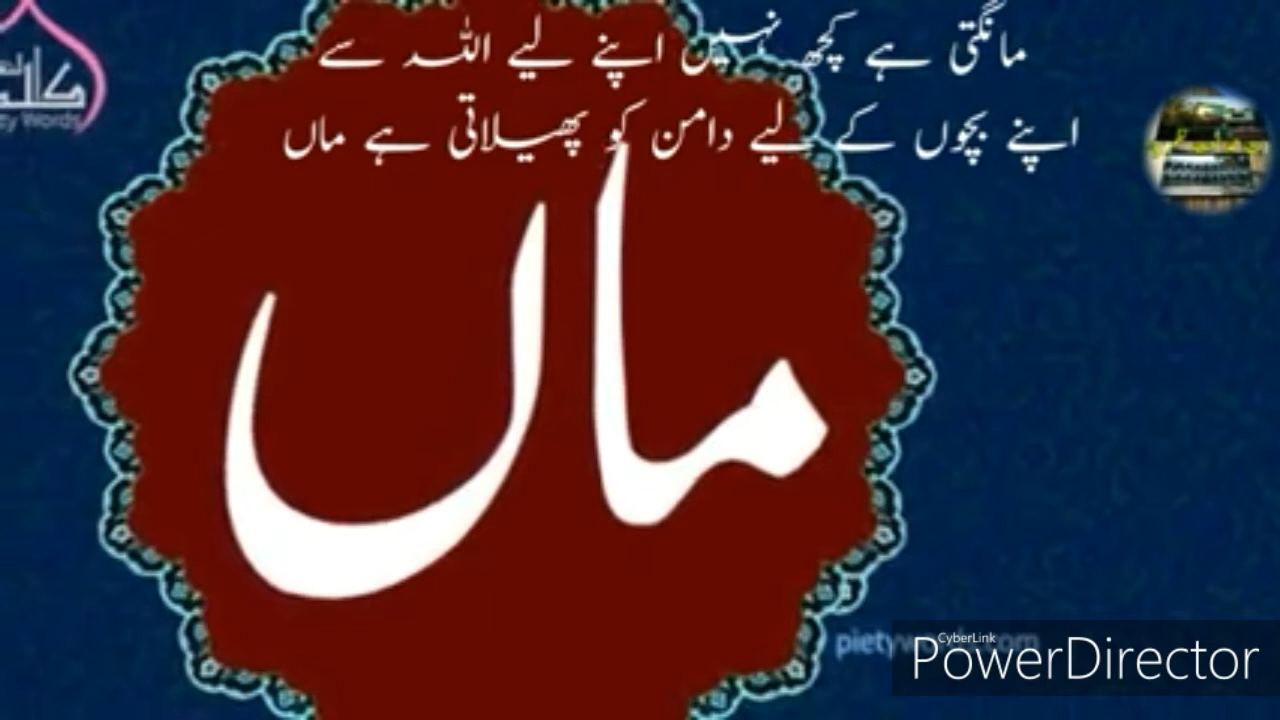 مانگتی ہے کچھ نہیں اپنے لیے اللہ سے
اپنے بچوں کے لیے دامن کو پھیلاتی ہے ماں
ماں
Words
CyberLink
PowerDirector